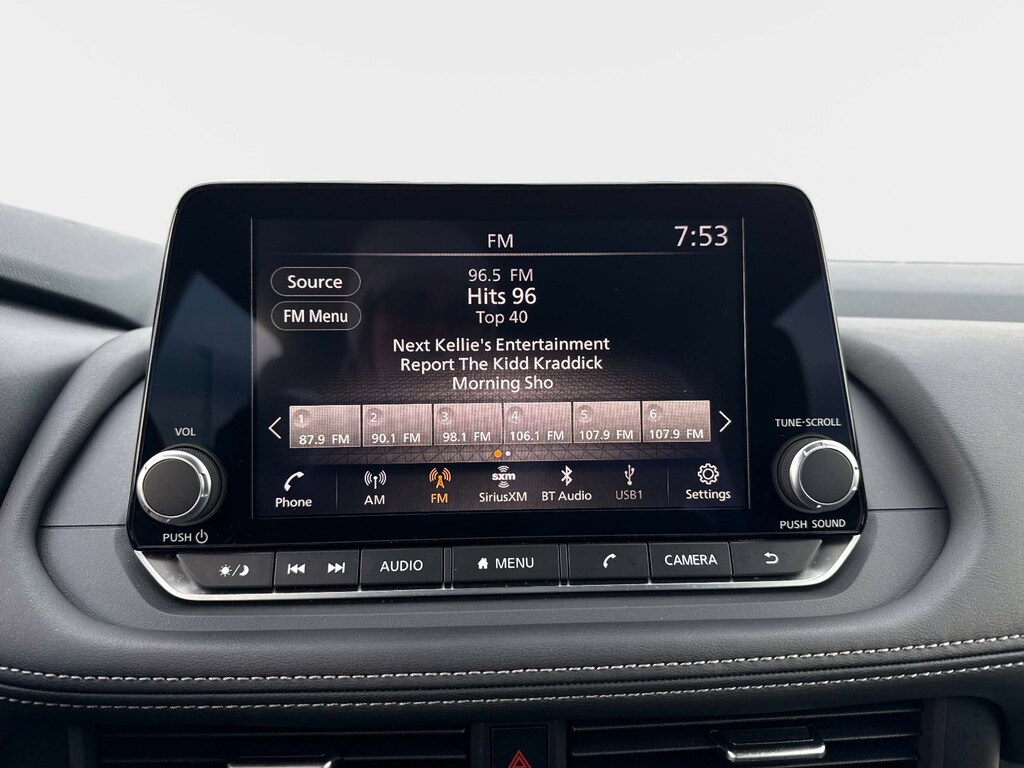 FM
7:53
Source
FM Menu
96.5 FM
Hits 96
Top 40
Next Kellie's Entertainment
Report The Kidd Kraddick
Morning Sho
1 2 3 4 5 6
87.9 FM 90.1 FM 98.1 FM 106.1 FM 107.9 FM 107.9 FM
Phone AM FM sxm SiriusXM BT Audio USB1 Settings
VOL
PUSH
TUNE·SCROLL
PUSH SOUND
AUDIO MENU CAMERA